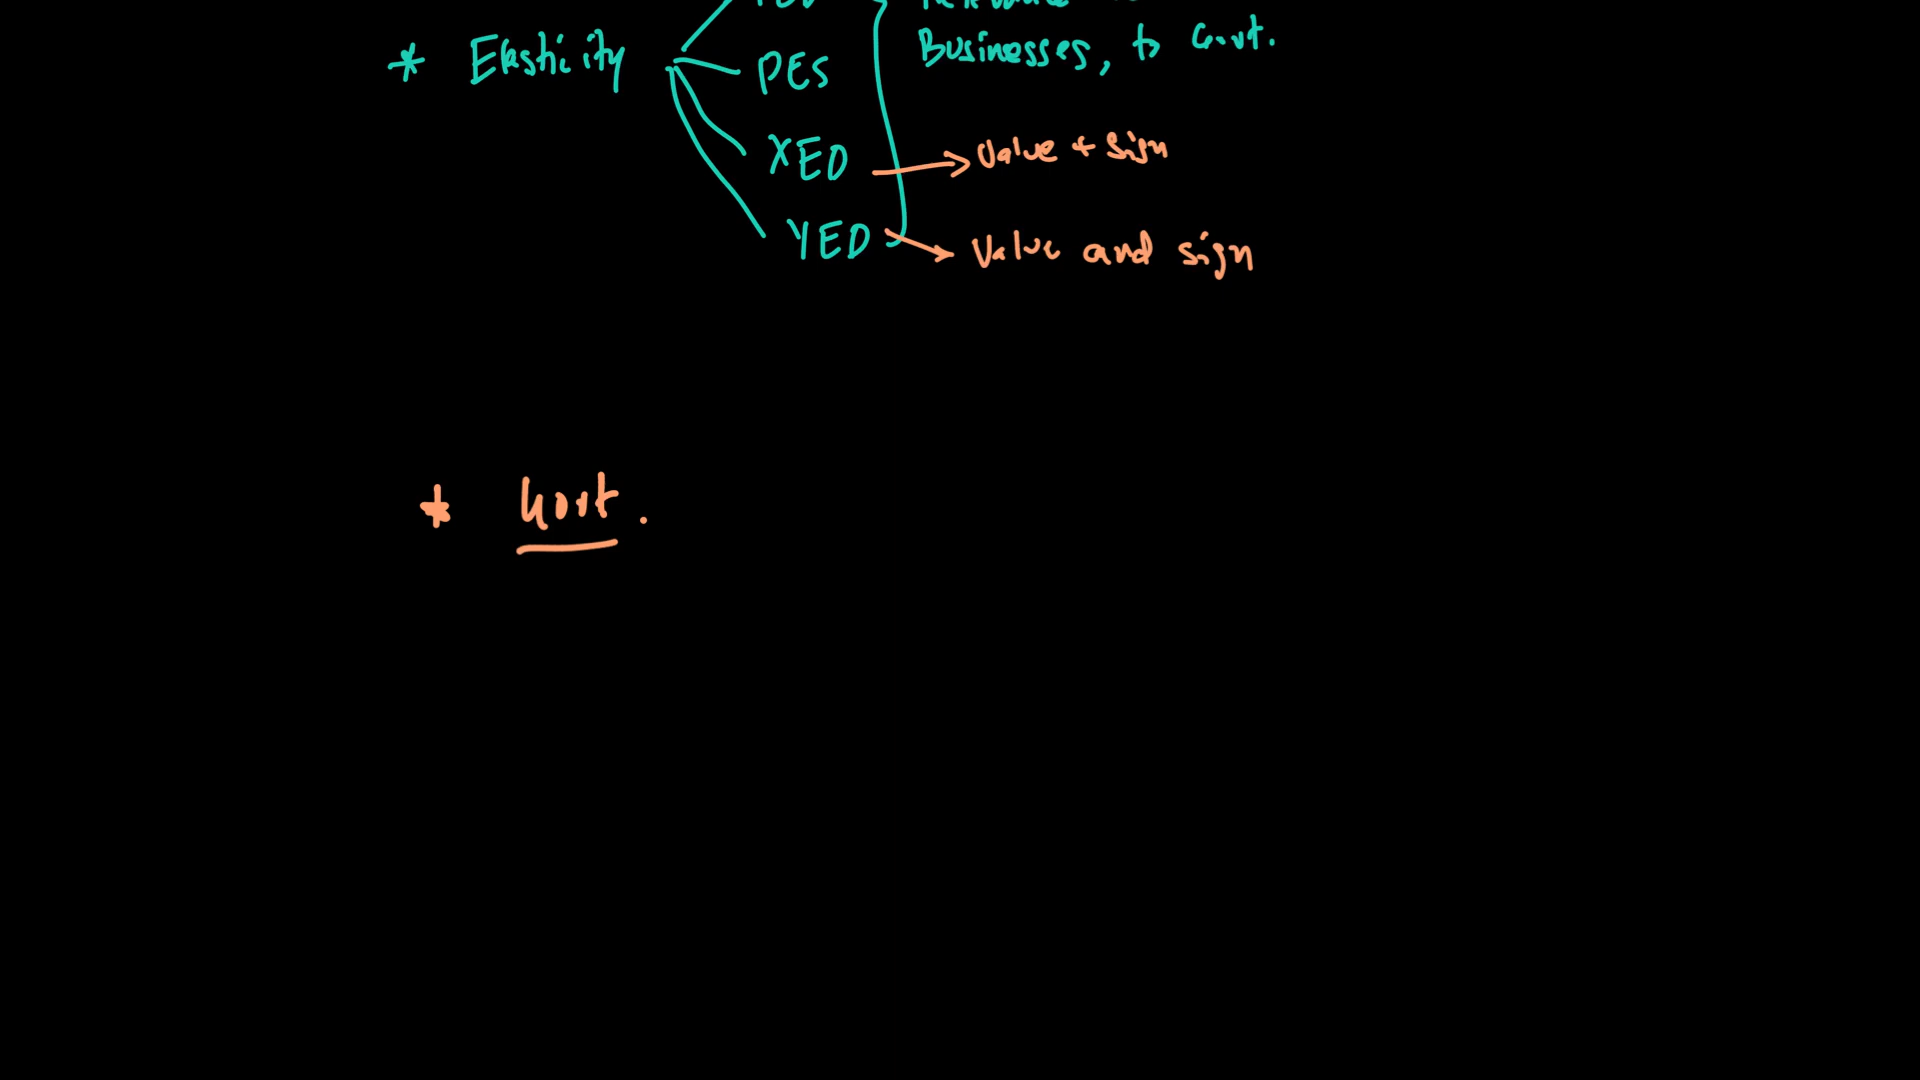 Businesses, to Govt.
* Elasticity
PES
XED → Value + Sign
YED → Value and sign
* Govt.